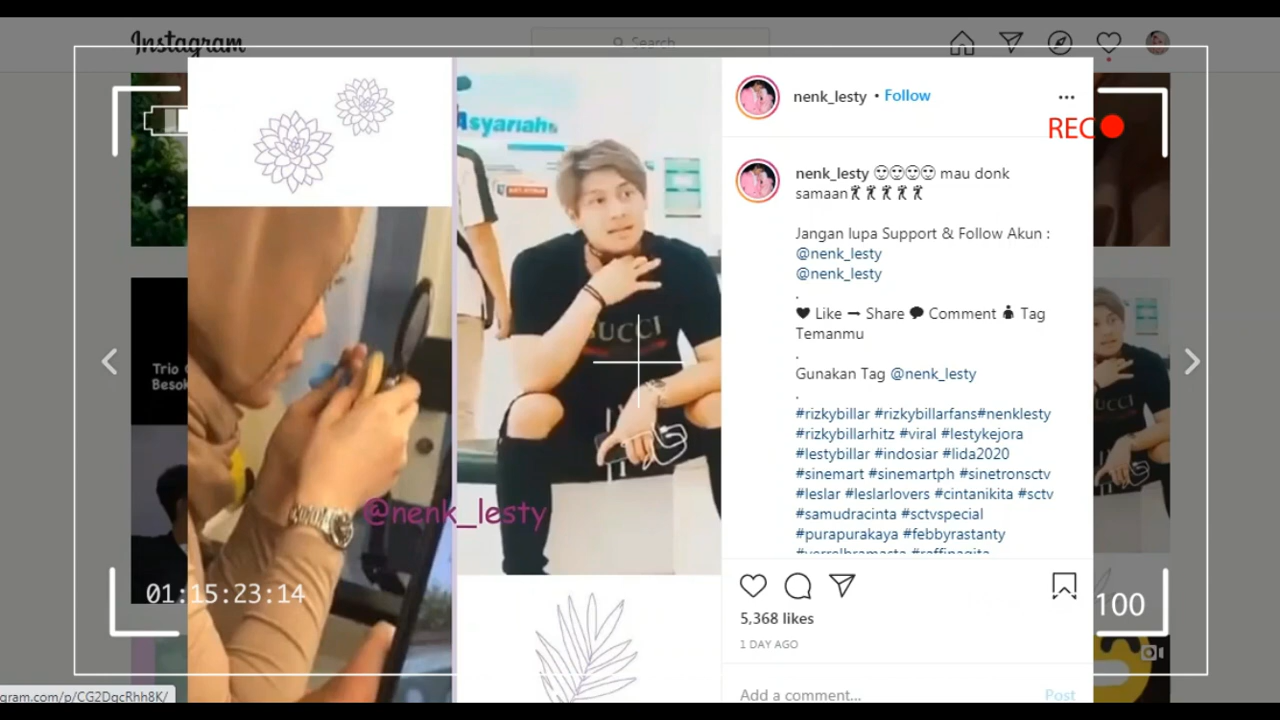 Instagram
Search
syariah
nenk_lesty • Follow
REC
nenk_lesty mau donk
samaan
Jangan lupa Support & Follow Akun :
@nenk_lesty
@nenk_lesty
.
Like Share Comment Tag
Temanmu
.
Gunakan Tag @nenk_lesty
.
#rizkybillar #rizkybillarfans#nenklesty
#rizkybillarhitz #viral #lestykejora
#lestybillar #indosiar #lida2020
#sinemart #sinemartph #sinetronsctv
#leslar #leslarlovers #cintanikita #sctv
#samudracinta #sctvspecial
#purapurakaya #febbyrastanty
GUCCI
Trio
Besok
@nenk_lesty
01:15:23:14
100
5,368 likes
1 DAY AGO
Add a comment... Post
gram.com/p/CG2DqcRhh8K/